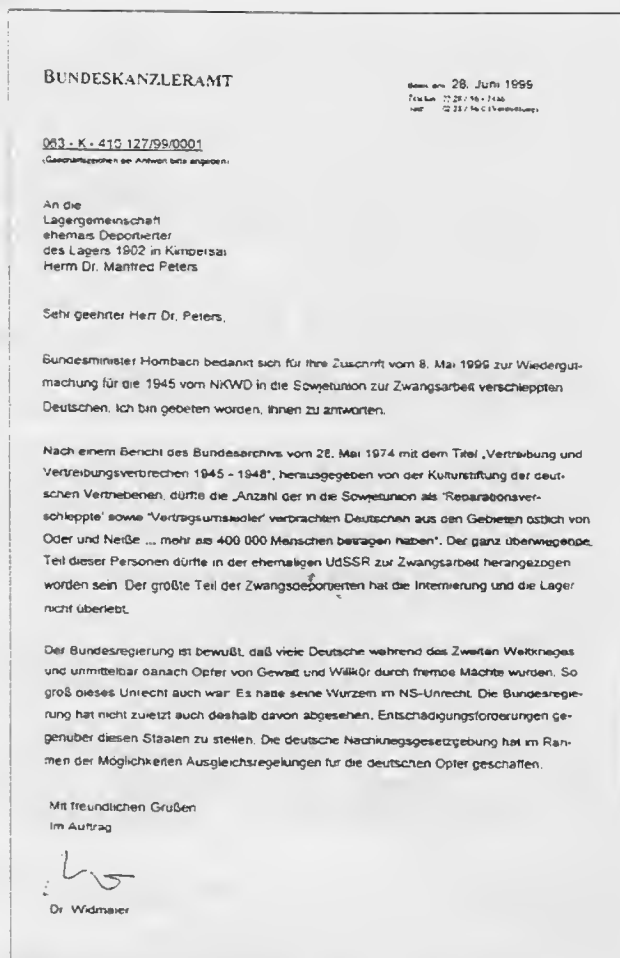 BUNDESKANZLERAMT
28. Juni 1999
063 - K - 410 127/99/0001
(Geschäftszeichen bei Antwort bitte angeben)
An die
Lagergemeinschaft
ehemals Deportierter
des Lagers 1902 in Kimpersai
Herrn Dr. Manfred Peters
Sehr geehrter Herr Dr. Peters,
Bundesminister Hombach bedankt sich für Ihre Zuschrift vom 8. Mai 1999 zur Wiedergut-
machung für die 1945 vom NKWD in die Sowjetunion zur Zwangsarbeit verschleppten
Deutschen. Ich bin gebeten worden, Ihnen zu antworten.
Nach einem Bericht des Bundesarchivs vom 28. Mai 1974 mit dem Titel „Vertreibung und
Vertreibungsverbrechen 1945 - 1948", herausgegeben von der Kulturstiftung der deut-
schen Vertriebenen, dürfte die „Anzahl der in die Sowjetunion als 'Reparationsver-
schleppte' sowie 'Vertragsumsiedler' verbrachten Deutschen aus den Gebieten östlich von
Oder und Neiße ... mehr als 400 000 Menschen betragen haben". Der ganz überwiegende
Teil dieser Personen dürfte in der ehemaligen UdSSR zur Zwangsarbeit herangezogen
worden sein. Der größte Teil der Zwangsdeportierten hat die Internierung und die Lager
nicht überlebt.
Der Bundesregierung ist bewußt, daß viele Deutsche während des Zweiten Weltkrieges
und unmittelbar danach Opfer von Gewalt und Willkür durch fremde Mächte wurden. So
groß dieses Unrecht auch war: Es hatte seine Wurzeln im NS-Unrecht. Die Bundesregie-
rung hat nicht zuletzt auch deshalb davon abgesehen, Entschädigungsforderungen ge-
genüber diesen Staaten zu stellen. Die deutsche Nachkriegsgesetzgebung hat im Rah-
men der Möglichkeiten Ausgleichsregelungen für die deutschen Opfer geschaffen.
Mit freundlichen Grüßen
Im Auftrag
Dr. Widmaier